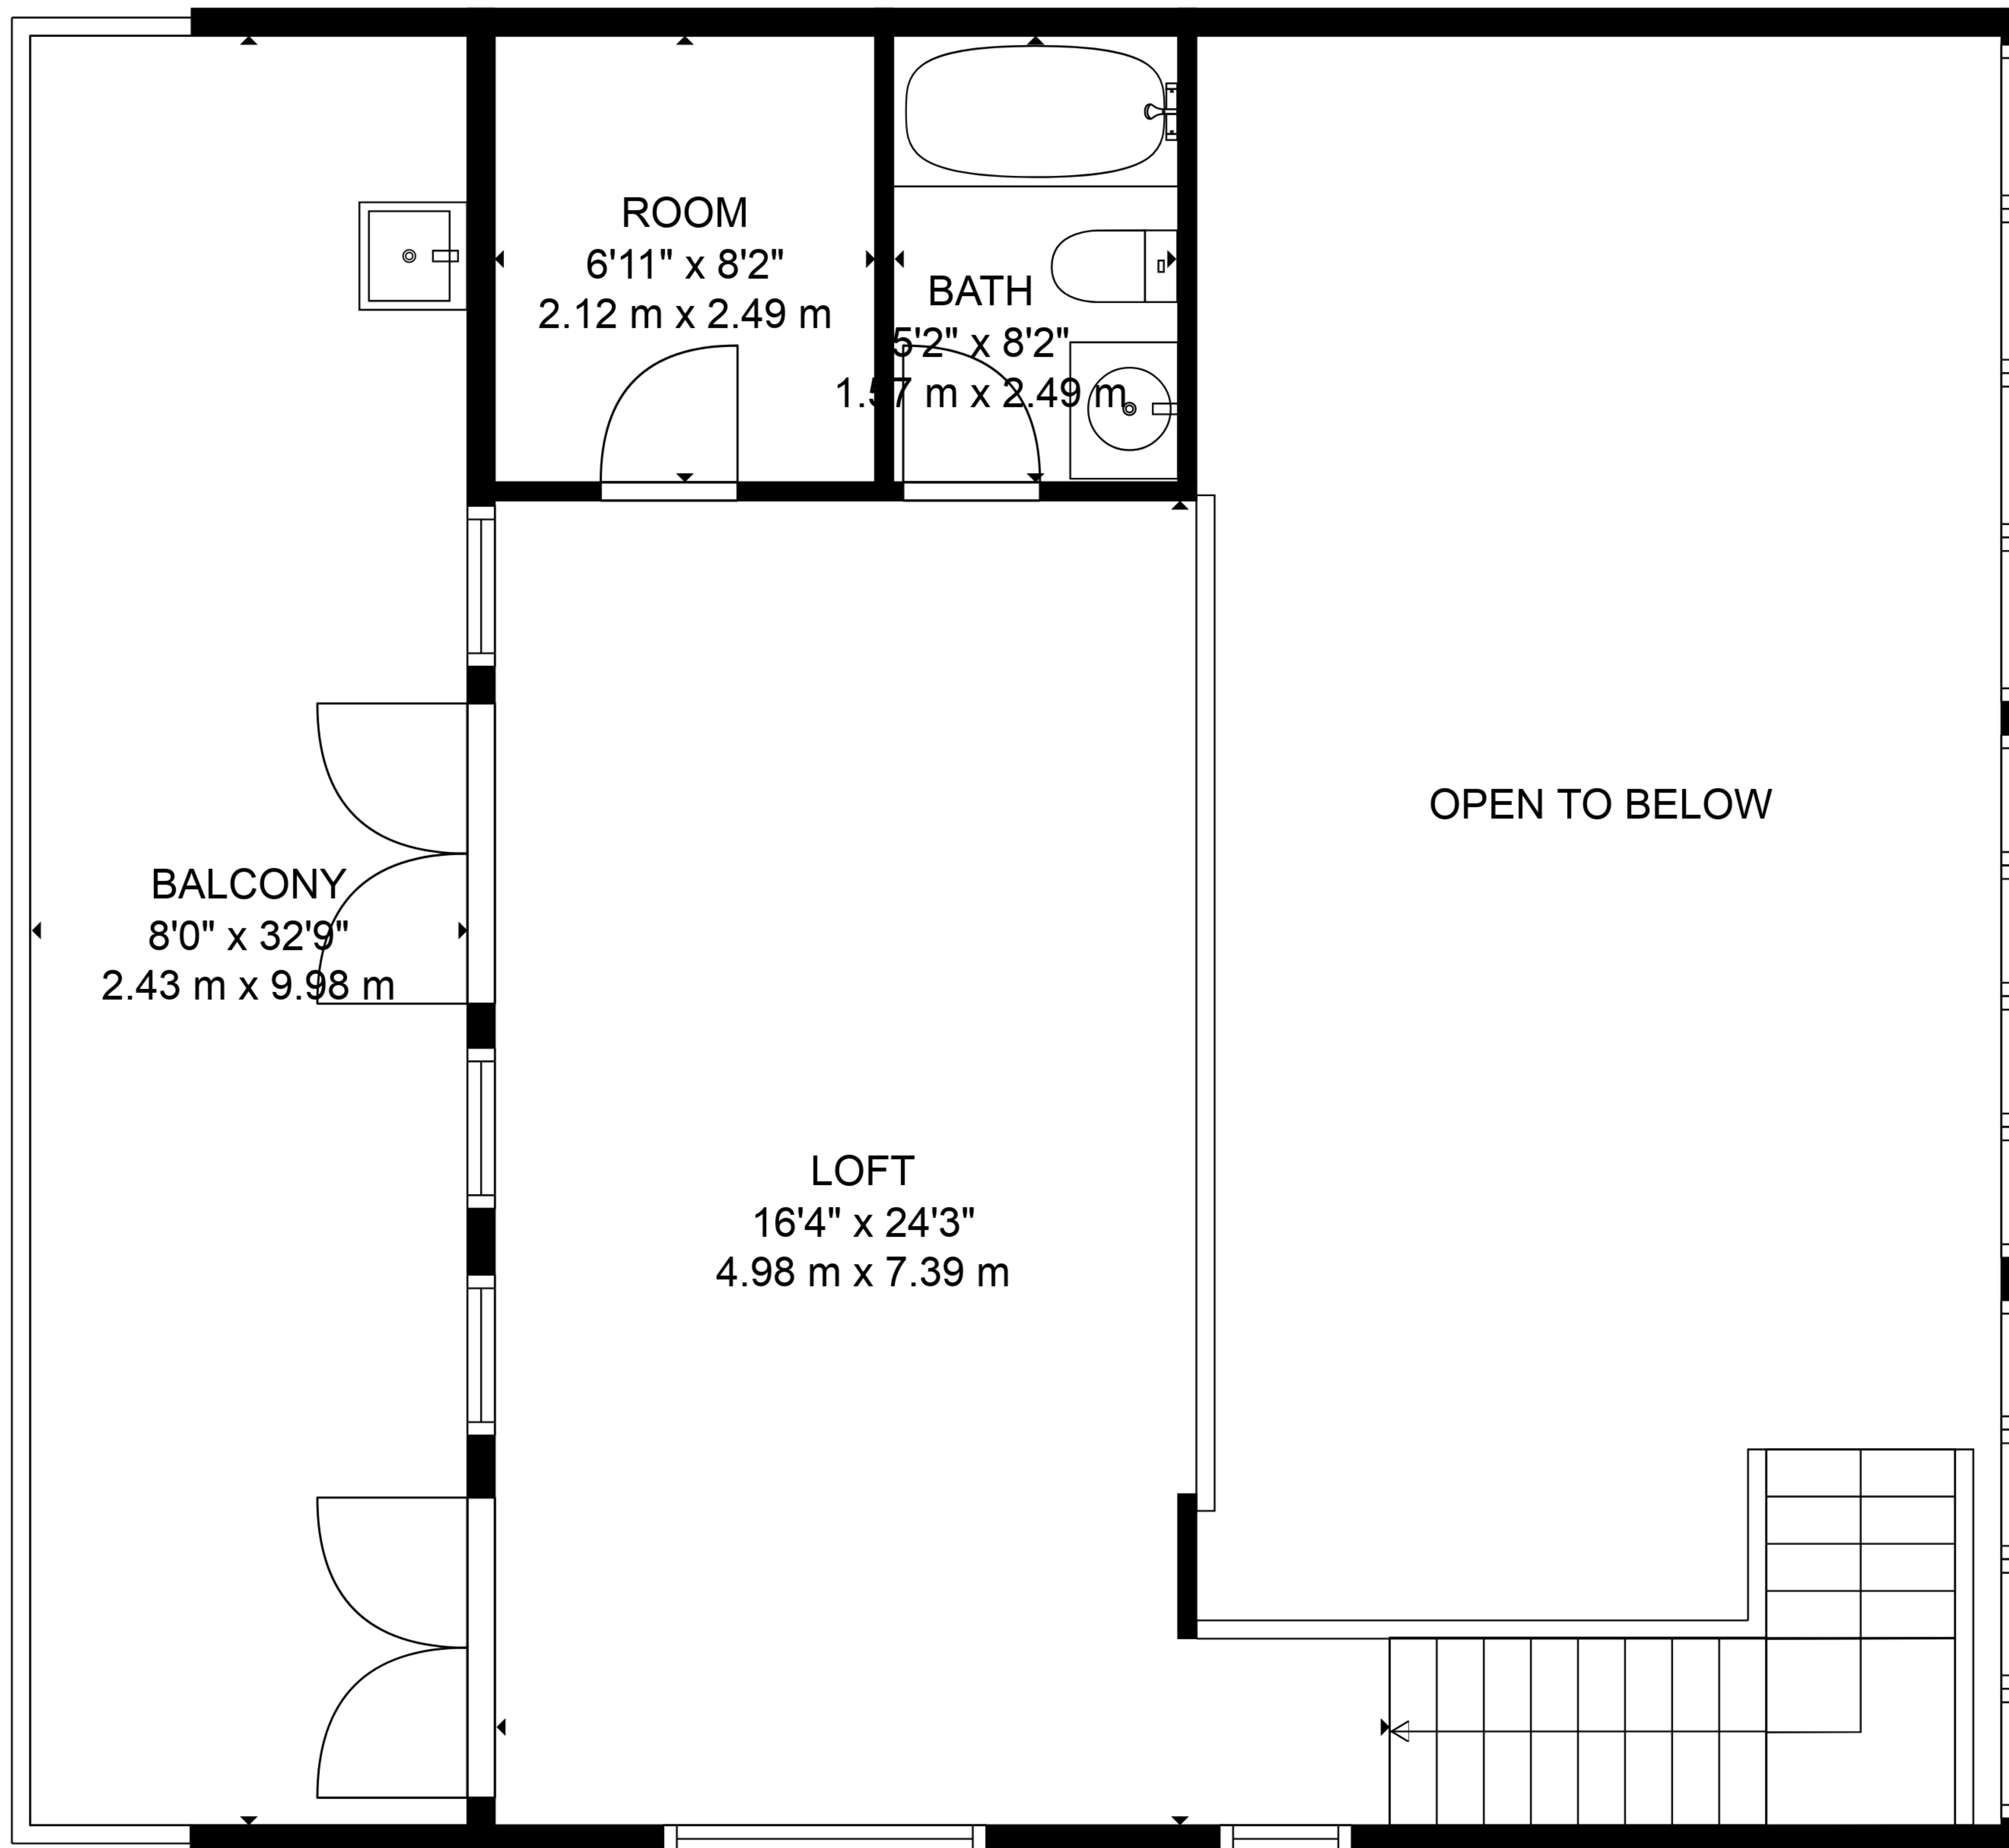 ROOM
6'11" x 8'2"
2.12 m x 2.49 m
BATH
5'2" x 8'2"
1.57 m x 2.49 m
OPEN TO BELOW
BALCONY
8'0" x 32'9"
2.43 m x 9.98 m
LOFT
16'4" x 24'3"
4.98 m x 7.39 m